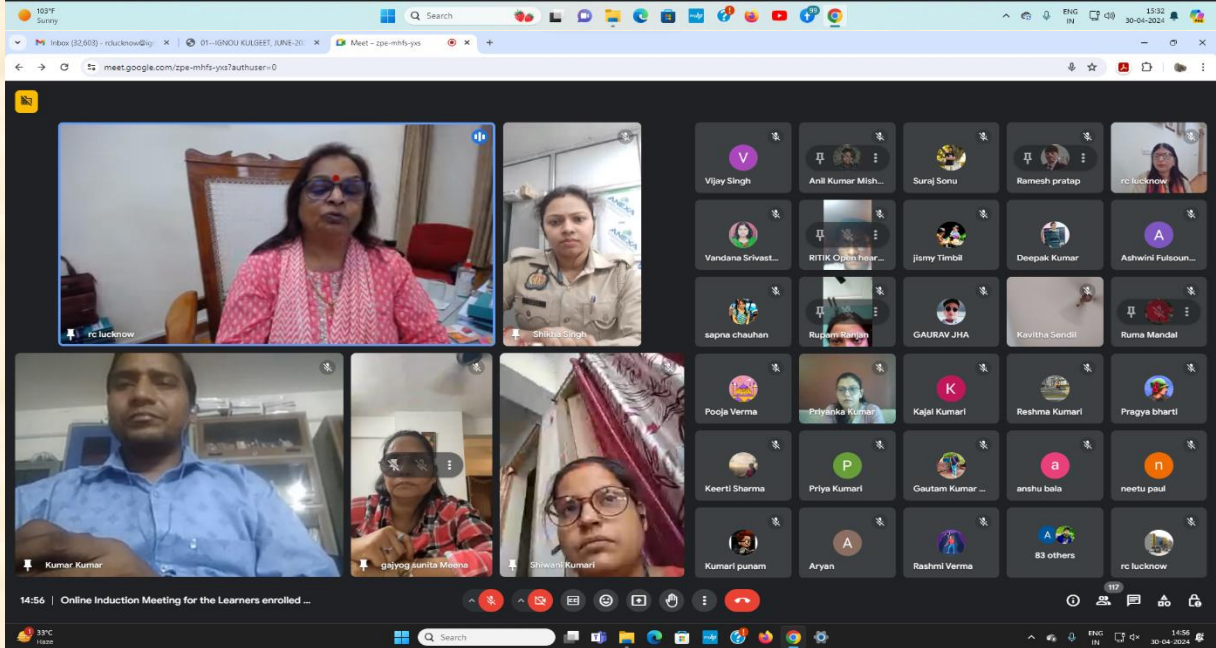 103°F
Sunny
Search
99
ENG
IN
15:32
30-04-2024
Inbox (32,603) - rclucknow@ig
01--IGNOU KULGEET, JUNE-20
Meet – zpe-mhfs-yxs
meet.google.com/zpe-mhfs-yxs?authuser=0
rc lucknow
ANEXA
ANEXA
Shikha Singh
Kumar Kumar
gajyog sunita Meena
Shiwani Kumari
Vijay Singh
Anil Kumar Mish...
Suraj Sonu
Ramesh pratap
rc lucknow
Vandana Srivast...
RITIK Open hear...
jismy Timbil
Deepak Kumar
Ashwini Fulsoun...
sapna chauhan
Rupam Ranjan
GAURAV JHA
Kavitha Sendil
Ruma Mandal
Pooja Verma
Priyanka Kumar
Kajal Kumari
Reshma Kumari
Pragya bharti
Keerti Sharma
Priya Kumari
Gautam Kumar ...
anshu bala
neetu paul
Kumari punam
Aryan
Rashmi Verma
83 others
rc lucknow
V
A
K
P
a
n
A
A
14:56 | Online Induction Meeting for the Learners enrolled ...
117
33°C
Haze
Search
ENG
IN
14:56
30-04-2024